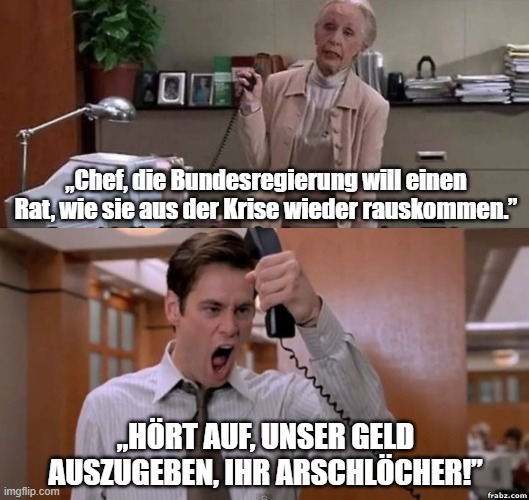 „Chef, die Bundesregierung will einen
Rat, wie sie aus der Krise wieder rauskommen.”
„HÖRT AUF, UNSER GELD
AUSZUGEBEN, IHR ARSCHLÖCHER!”
imgflip.com
frabz.com